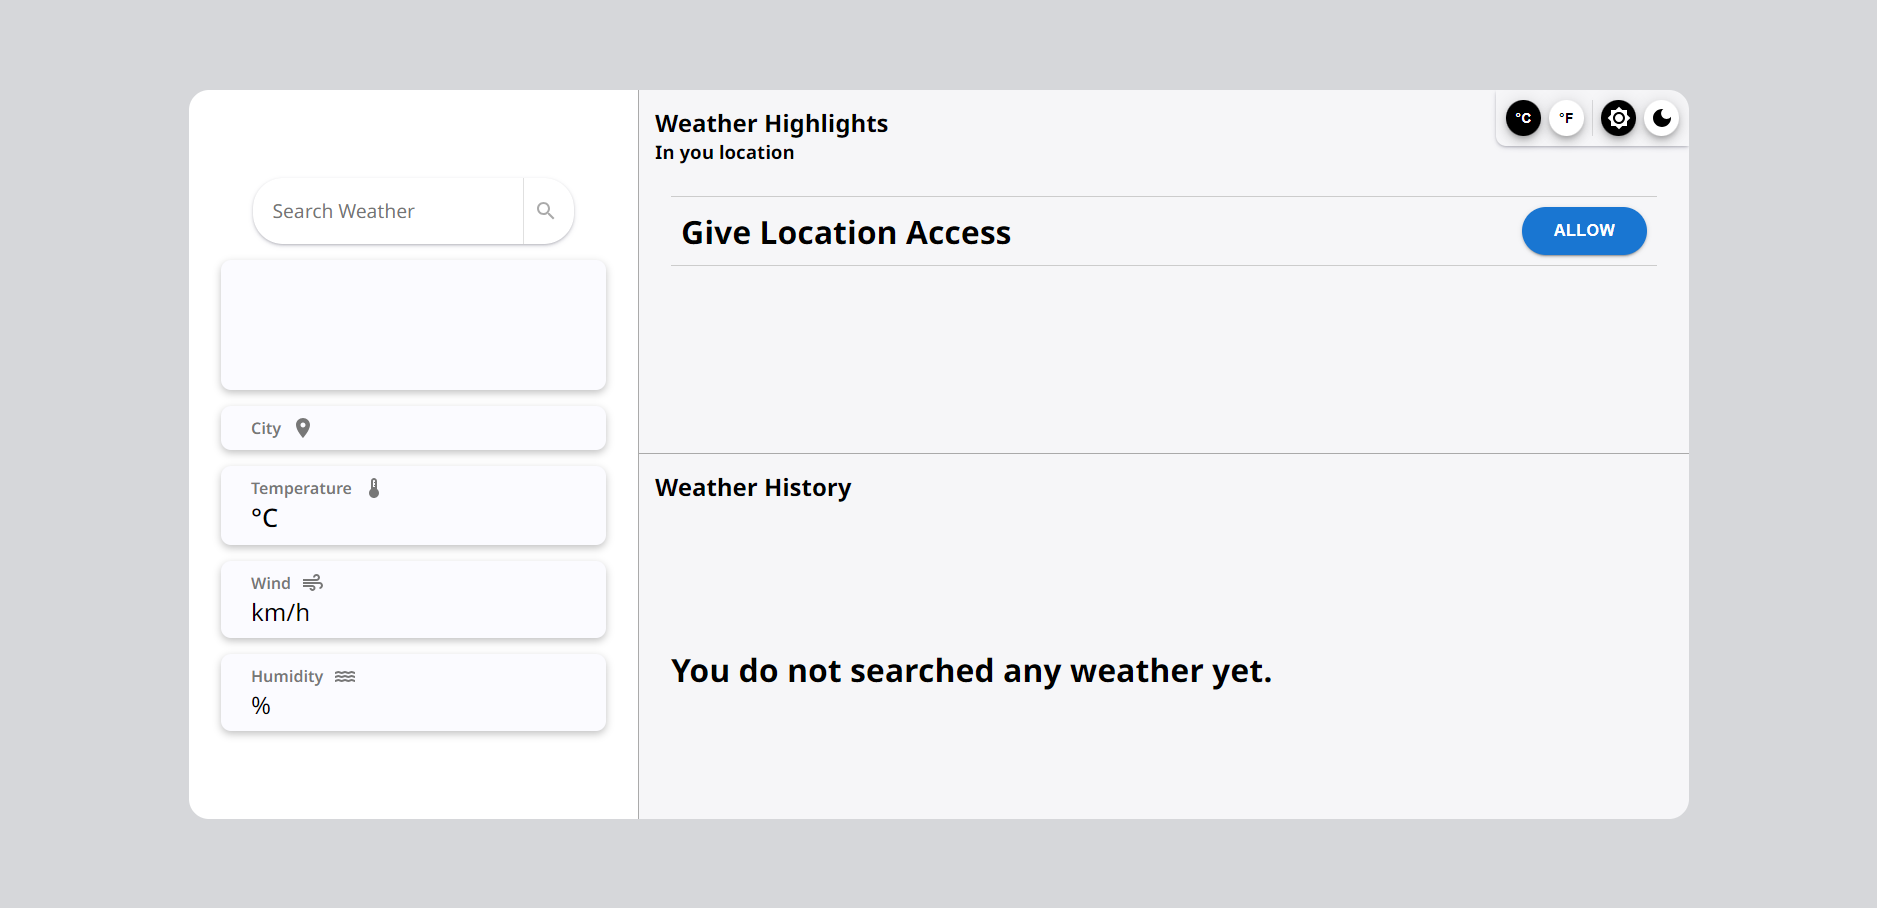 Search Weather
City
Temperature
°C
Wind
km/h
Humidity
%
Weather Highlights
In you location
°C °F
Give Location Access
ALLOW
Weather History
You do not searched any weather yet.